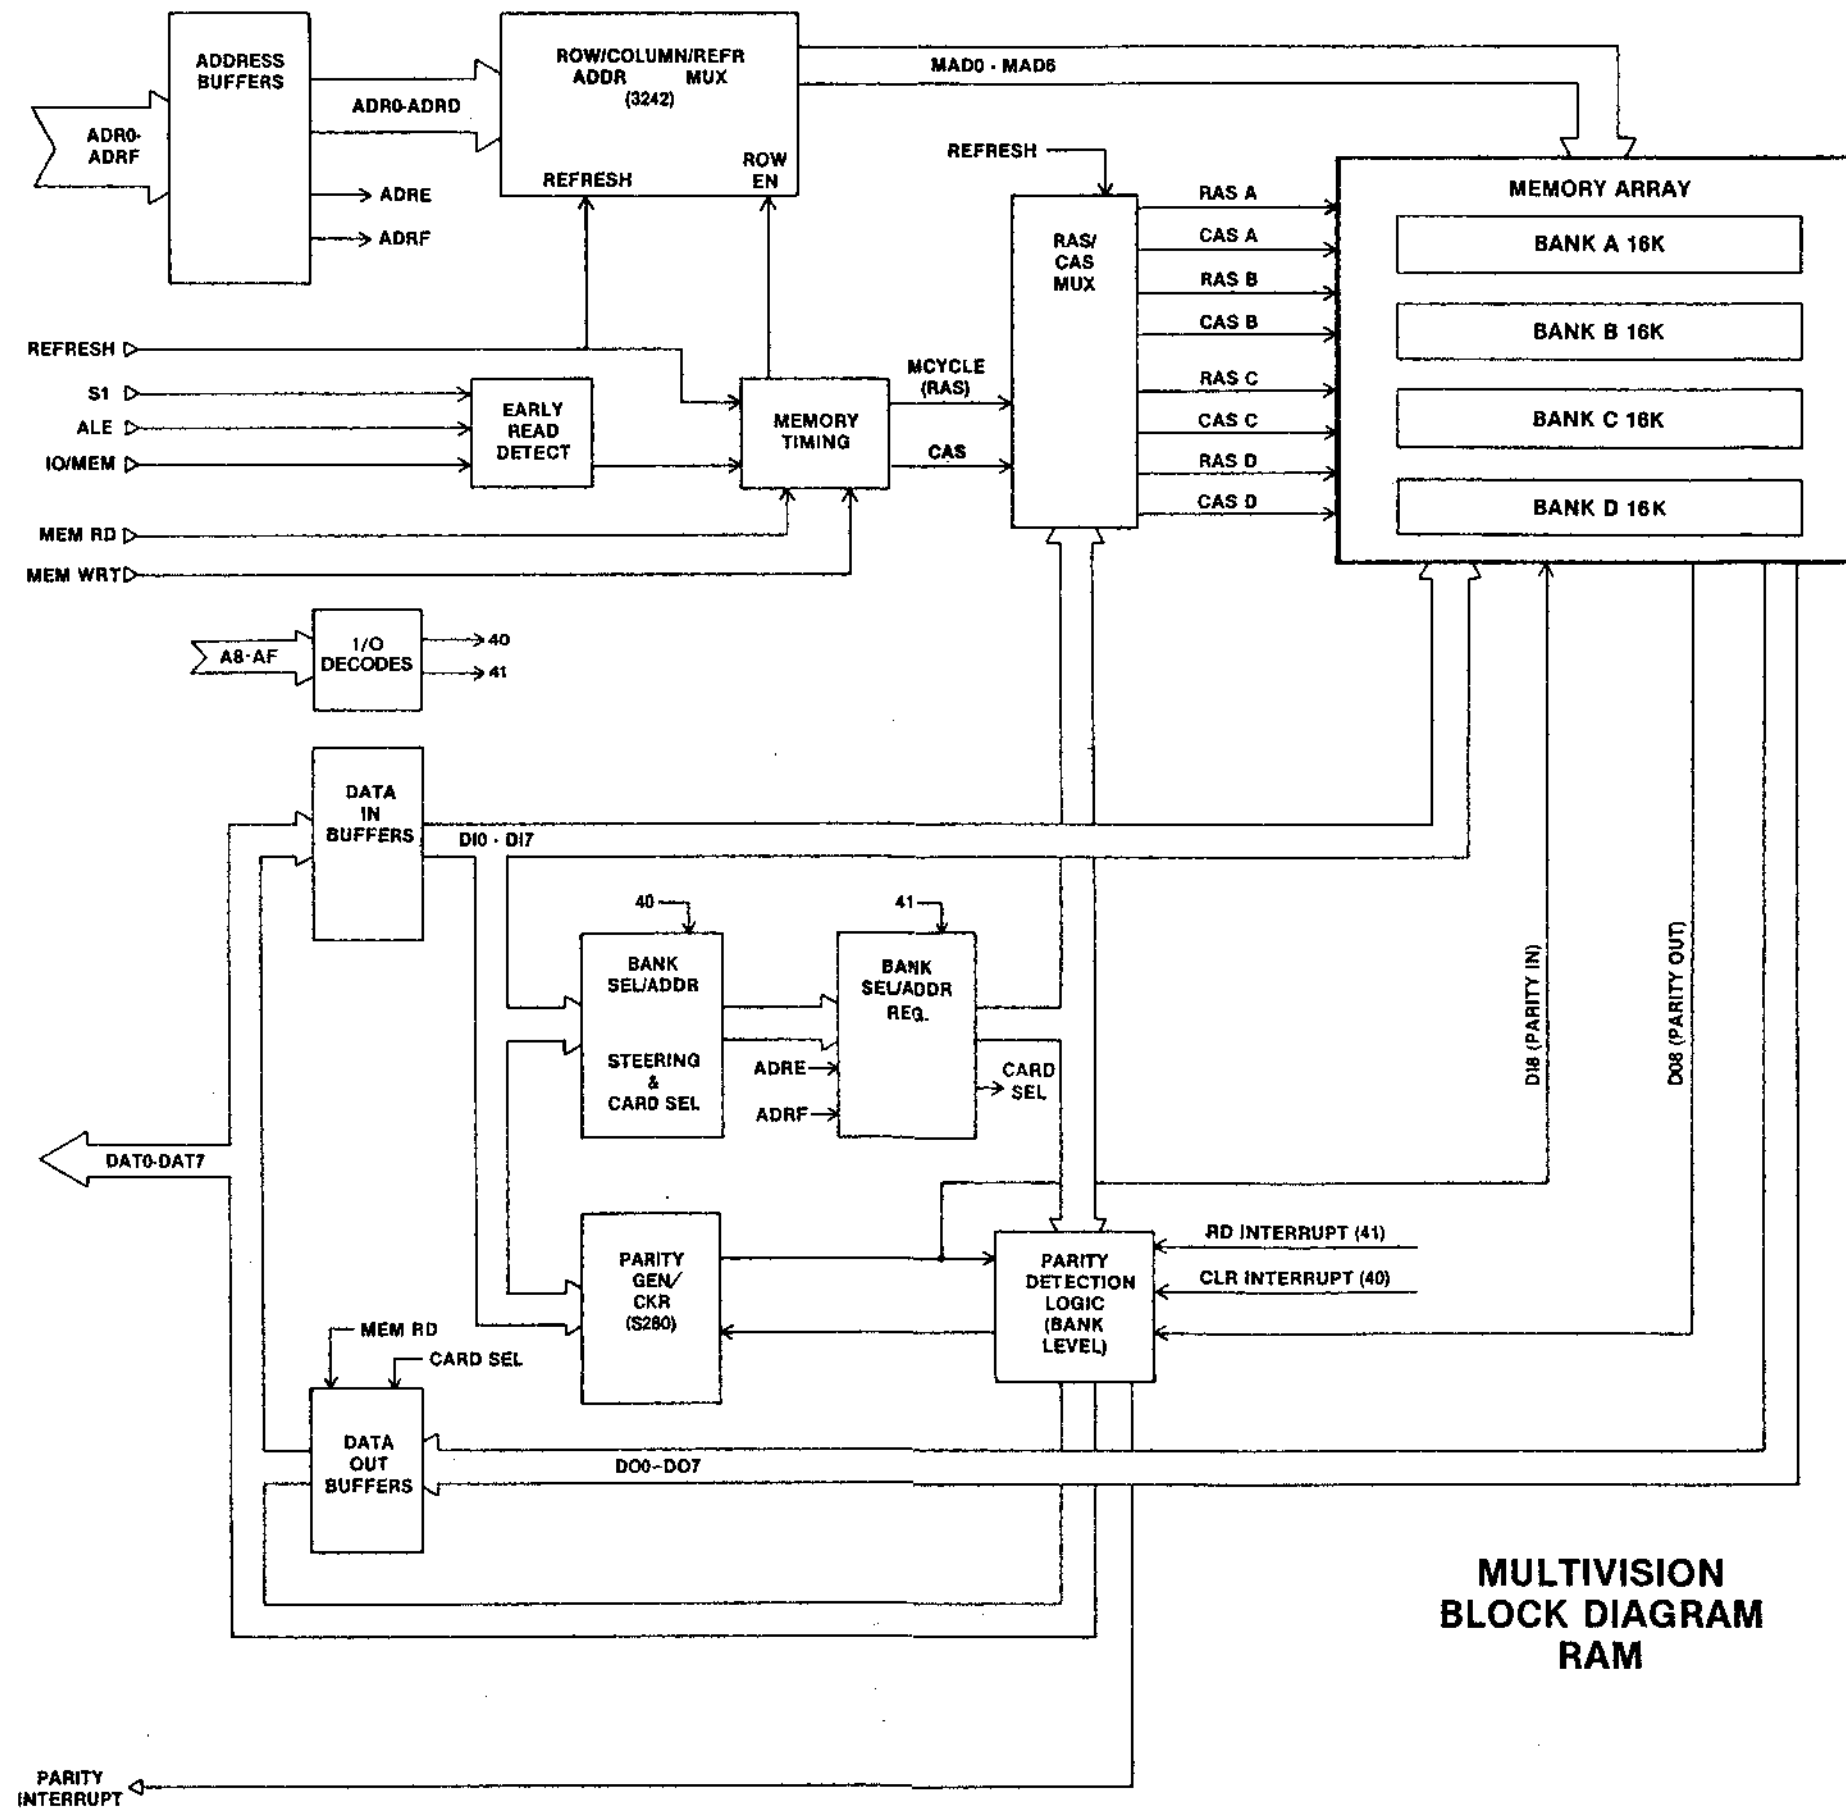 ADDRESS
BUFFERS
ADR0-
ADRF
ADR0-ADRD
ADRE
ADRF
ROW/COLUMN/REFR
ADDR MUX
(3242)
REFRESH
ROW
EN
MAD0 - MAD6
REFRESH
RAS/
CAS
MUX
RAS A
CAS A
RAS B
CAS B
RAS C
CAS C
RAS D
CAS D
MEMORY ARRAY
BANK A 16K
BANK B 16K
BANK C 16K
BANK D 16K
REFRESH
S1
ALE
IO/MEM
MEM RD
MEM WRT
EARLY
READ
DETECT
MEMORY
TIMING
MCYCLE
(RAS)
CAS
A8-AF
I/O
DECODES
40
41
DATA
IN
BUFFERS
DI0 - DI7
40
BANK
SEL/ADDR
STEERING
&
CARD SEL
41
BANK
SEL/ADDR
REG.
ADRE
ADRF
CARD
SEL
DI8 (PARITY IN)
DO8 (PARITY OUT)
DAT0-DAT7
PARITY
GEN/
CKR
(S280)
PARITY
DETECTION
LOGIC
(BANK
LEVEL)
RD INTERRUPT (41)
CLR INTERRUPT (40)
MEM RD
CARD SEL
DATA
OUT
BUFFERS
DO0-DO7
MULTIVISION
BLOCK DIAGRAM
RAM
PARITY
INTERRUPT